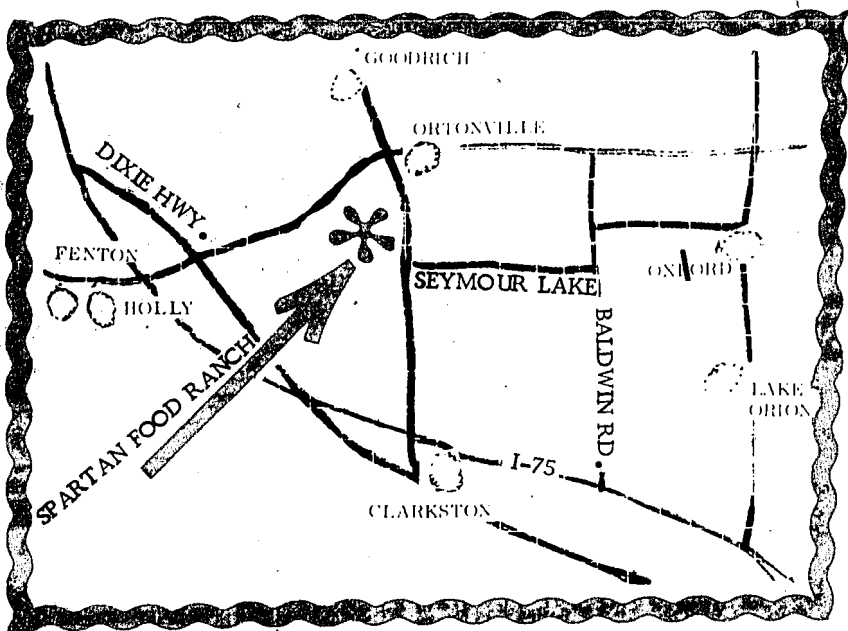 GOODRICH
ORTONVILLE
DIXIE HWY.
FENTON
HOLLY
SEYMOUR LAKE
OXFORD
BALDWIN RD.
LAKE
ORION
SPARTAN FOOD RANCH
I-75
CLARKSTON